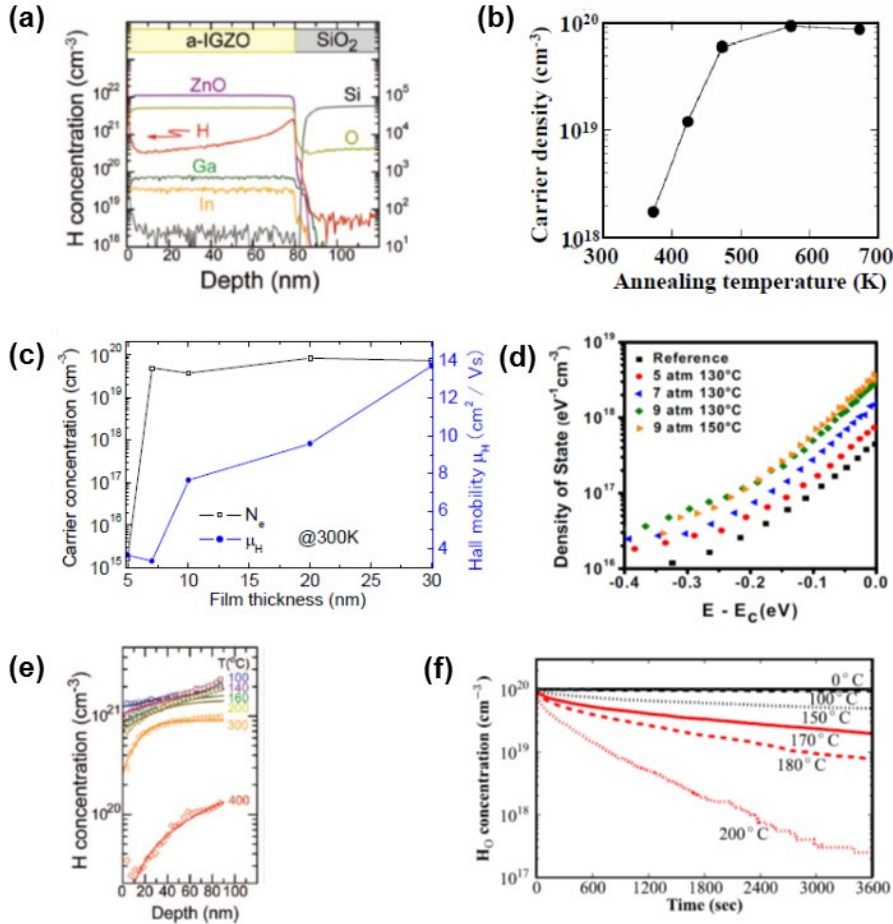 (a)
a-IGZO SiO2
H concentration (cm-3)
10^22
10^21
10^20
10^19
10^18
ZnO
H
Ga
In
Si
O
10^5
10^4
10^3
10^2
10^1
0 20 40 60 80 100
Depth (nm)
(b)
Carrier density (cm-3)
10^20
10^19
10^18
300 400 500 600 700
Annealing temperature (K)
(c)
Carrier concentration (cm-3)
10^20
10^19
10^18
10^17
10^16
10^15
Ne
μH
@300K
14
12
10
8
6
4
Hall mobility μH (cm2 / Vs)
5 10 20 30
Film thickness (nm)
(d)
Density of State (eV-1cm-3)
10^19
10^18
10^17
10^16
Reference
5 atm 130°C
7 atm 130°C
9 atm 130°C
9 atm 150°C
-0.4 -0.3 -0.2 -0.1 0.0
E - EC(eV)
(e)
H concentration (cm-3)
10^21
10^20
T(°C)
100
140
160
200
300
400
0 20 40 60 80 100 120
Depth (nm)
(f)
HO concentration (cm-3)
10^20
10^19
10^18
10^17
0°C
100°C
150°C
170°C
180°C
200°C
0 600 1200 1800 2400 3000 3600
Time (sec)